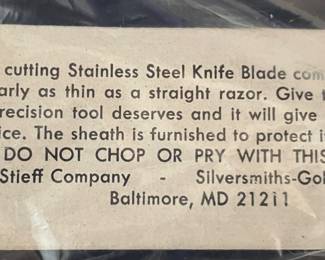 cutting Stainless Steel Knife Blade com
arly as thin as a straight razor. Give t
recision tool deserves and it will give
ice. The sheath is furnished to protect i
DO NOT CHOP OR PRY WITH THIS
Stieff Company - Silversmiths-Gol
Baltimore, MD 21211